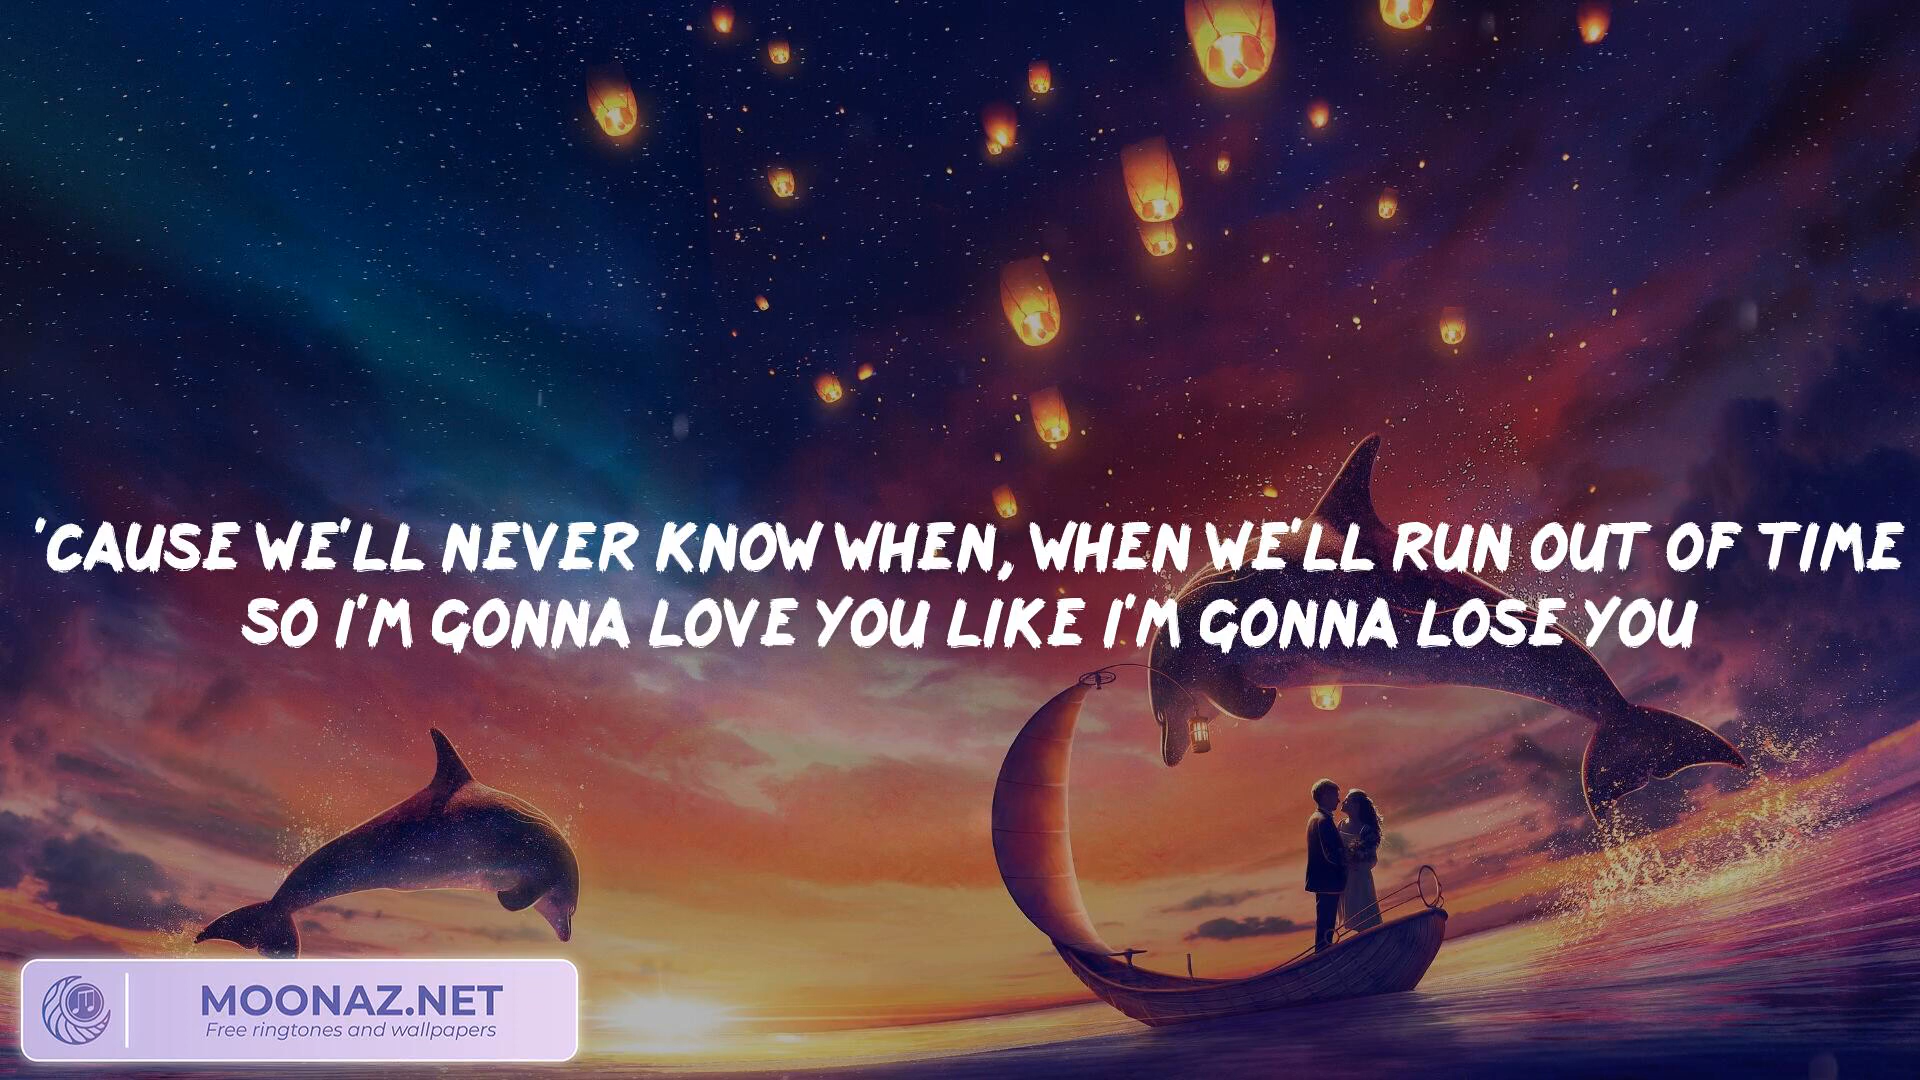 'CAUSE WE'LL NEVER KNOW WHEN, WHEN WE'LL RUN OUT OF TIME
SO I'M GONNA LOVE YOU LIKE I'M GONNA LOSE YOU
MOONAZ.NET
Free ringtones and wallpapers